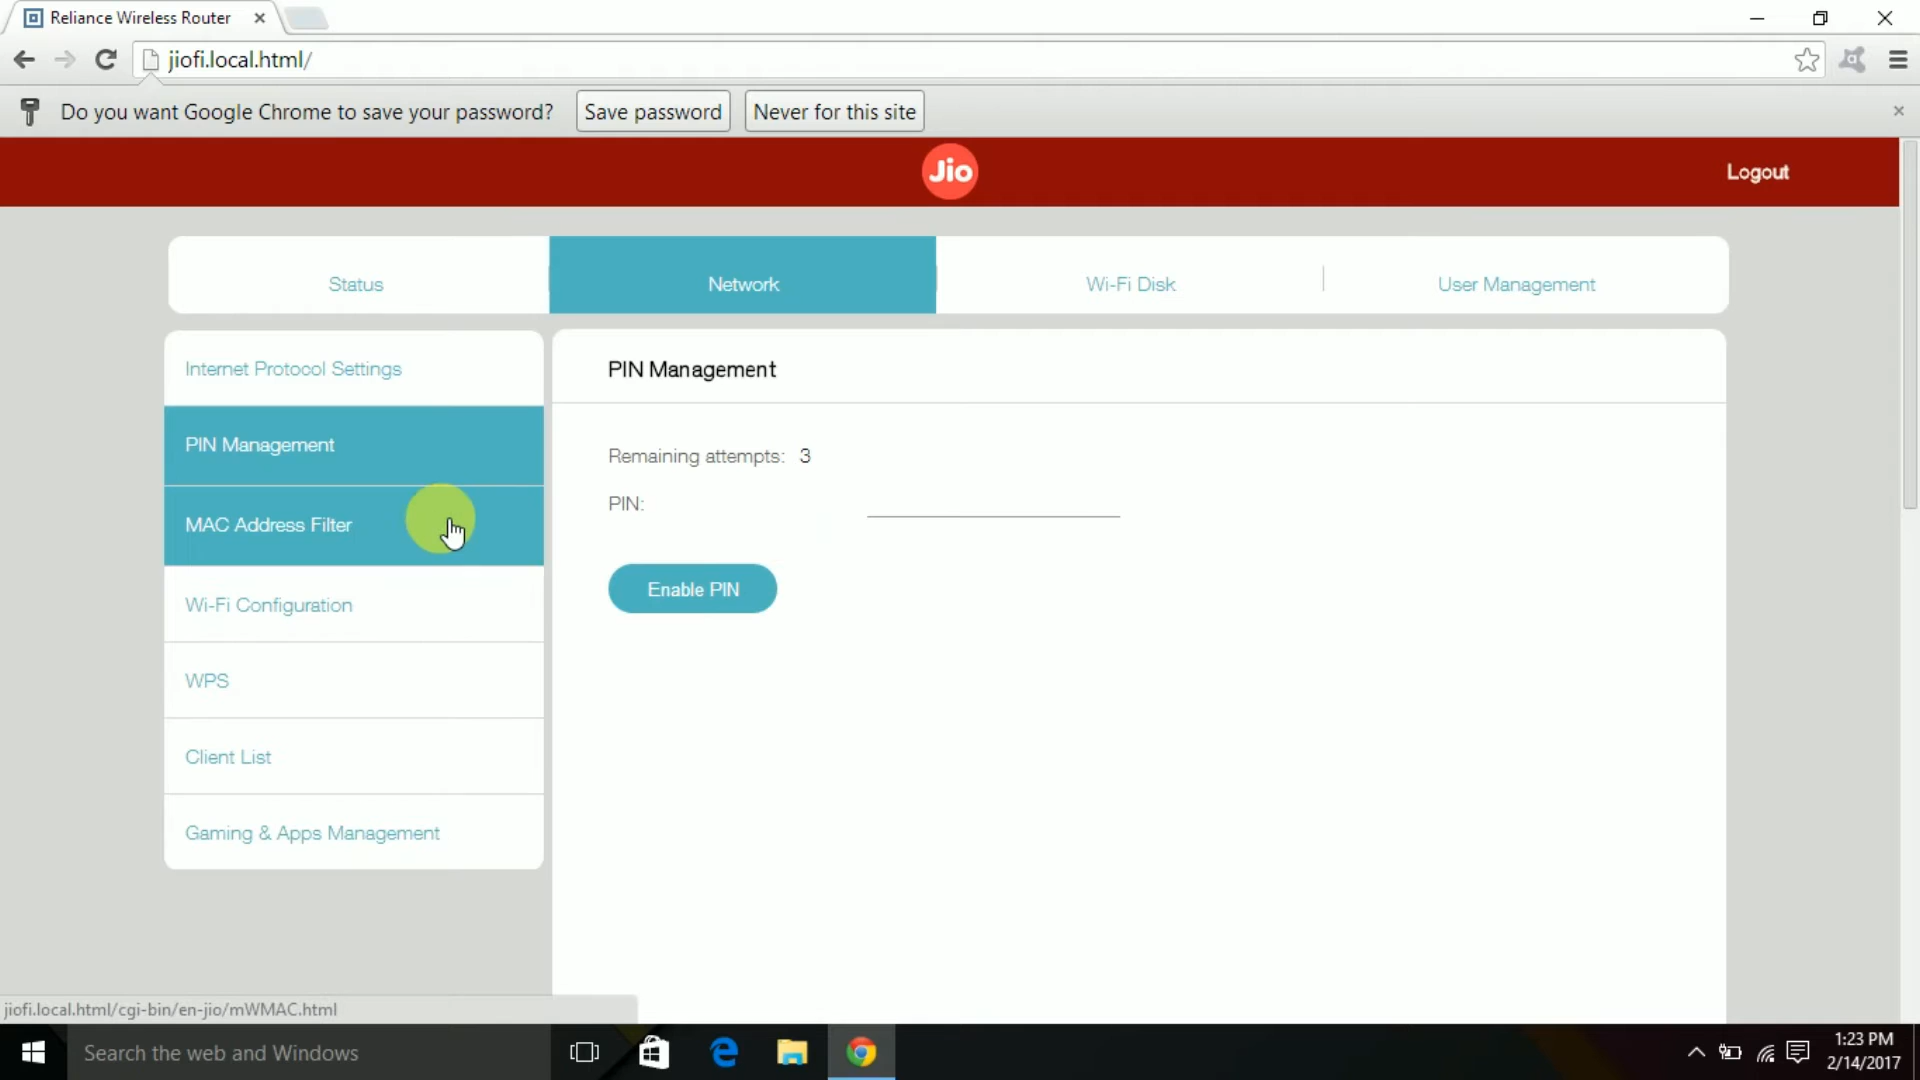 Reliance Wireless Router
jiofi.local.html/
Do you want Google Chrome to save your password? Save password Never for this site
Jio
Logout
Status Network Wi-Fi Disk User Management
Internet Protocol Settings
PIN Management
MAC Address Filter
Wi-Fi Configuration
WPS
Client List
Gaming & Apps Management
PIN Management
Remaining attempts: 3
PIN:
Enable PIN
jiofi.local.html/cgi-bin/en-jio/mWMAC.html
Search the web and Windows
1:23 PM
2/14/2017